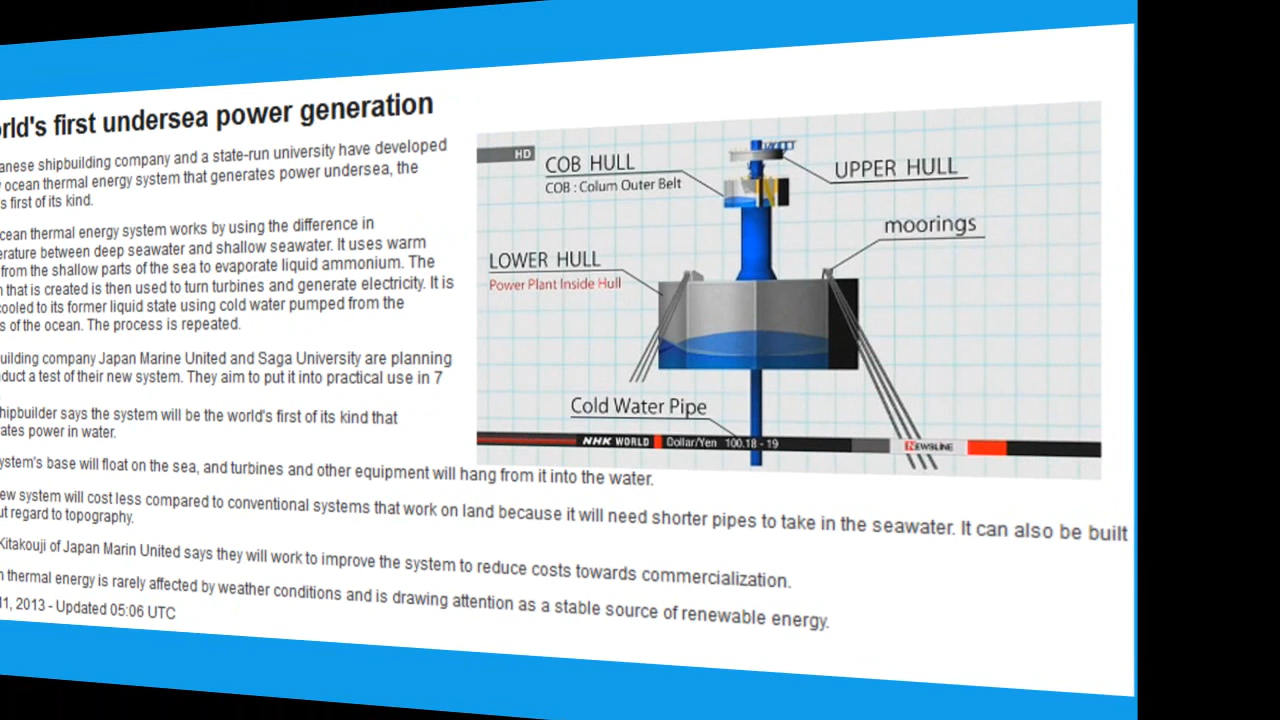 orld's first undersea power generation
anese shipbuilding company and a state-run university have developed
ocean thermal energy system that generates power undersea, the
s first of its kind.
cean thermal energy system works by using the difference in
erature between deep seawater and shallow seawater. It uses warm
from the shallow parts of the sea to evaporate liquid ammonium. The
that is created is then used to turn turbines and generate electricity. It is
cooled to its former liquid state using cold water pumped from the
s of the ocean. The process is repeated.
uilding company Japan Marine United and Saga University are planning
duct a test of their new system. They aim to put it into practical use in 7
hipbuilder says the system will be the world's first of its kind that
ates power in water.
ystem's base will float on the sea, and turbines and other equipment will hang from it into the water.
ew system will cost less compared to conventional systems that work on land because it will need shorter pipes to take in the seawater. It can also be built
ut regard to topography.
Kitakouji of Japan Marin United says they will work to improve the system to reduce costs towards commercialization.
n thermal energy is rarely affected by weather conditions and is drawing attention as a stable source of renewable energy.
11, 2013 - Updated 05:06 UTC
HD
COB HULL
COB : Colum Outer Belt
UPPER HULL
moorings
LOWER HULL
Power Plant Inside Hull
Cold Water Pipe
NHK WORLD Dollar/Yen 100.18 - 19
NEWSLINE